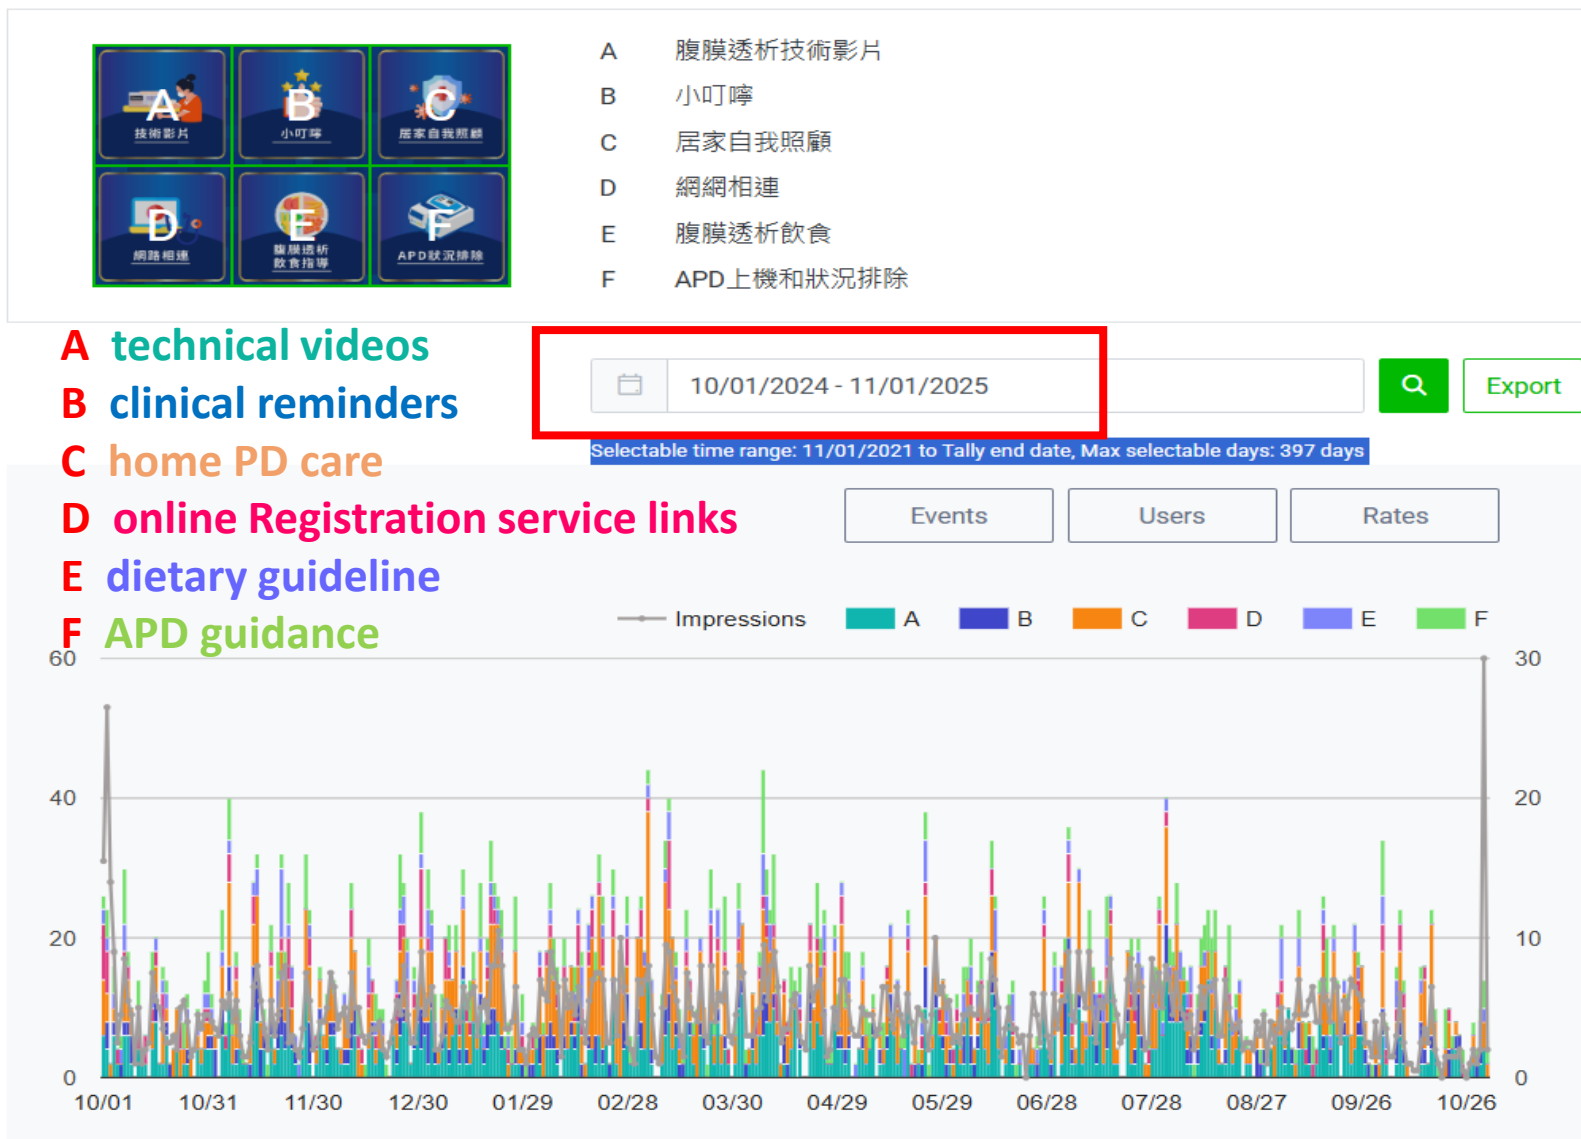 A 腹膜透析技術影片
B 小叮嚀
C 居家自我照顧
D 網網相連
E 腹膜透析飲食
F APD上機和狀況排除
A B C
技術影片 小叮嚀 居家自我照顧
D E F
網路相連 腹膜透析 飲食指導 APD狀況排除
A technical videos
B clinical reminders
C home PD care
D online Registration service links
E dietary guideline
F APD guidance
10/01/2024 - 11/01/2025
Export
Selectable time range: 11/01/2021 to Tally end date, Max selectable days: 397 days
Events Users Rates
Impressions A B C D E F
60 30
40 20
20 10
0 0
10/01 10/31 11/30 12/30 01/29 02/28 03/30 04/29 05/29 06/28 07/28 08/27 09/26 10/26